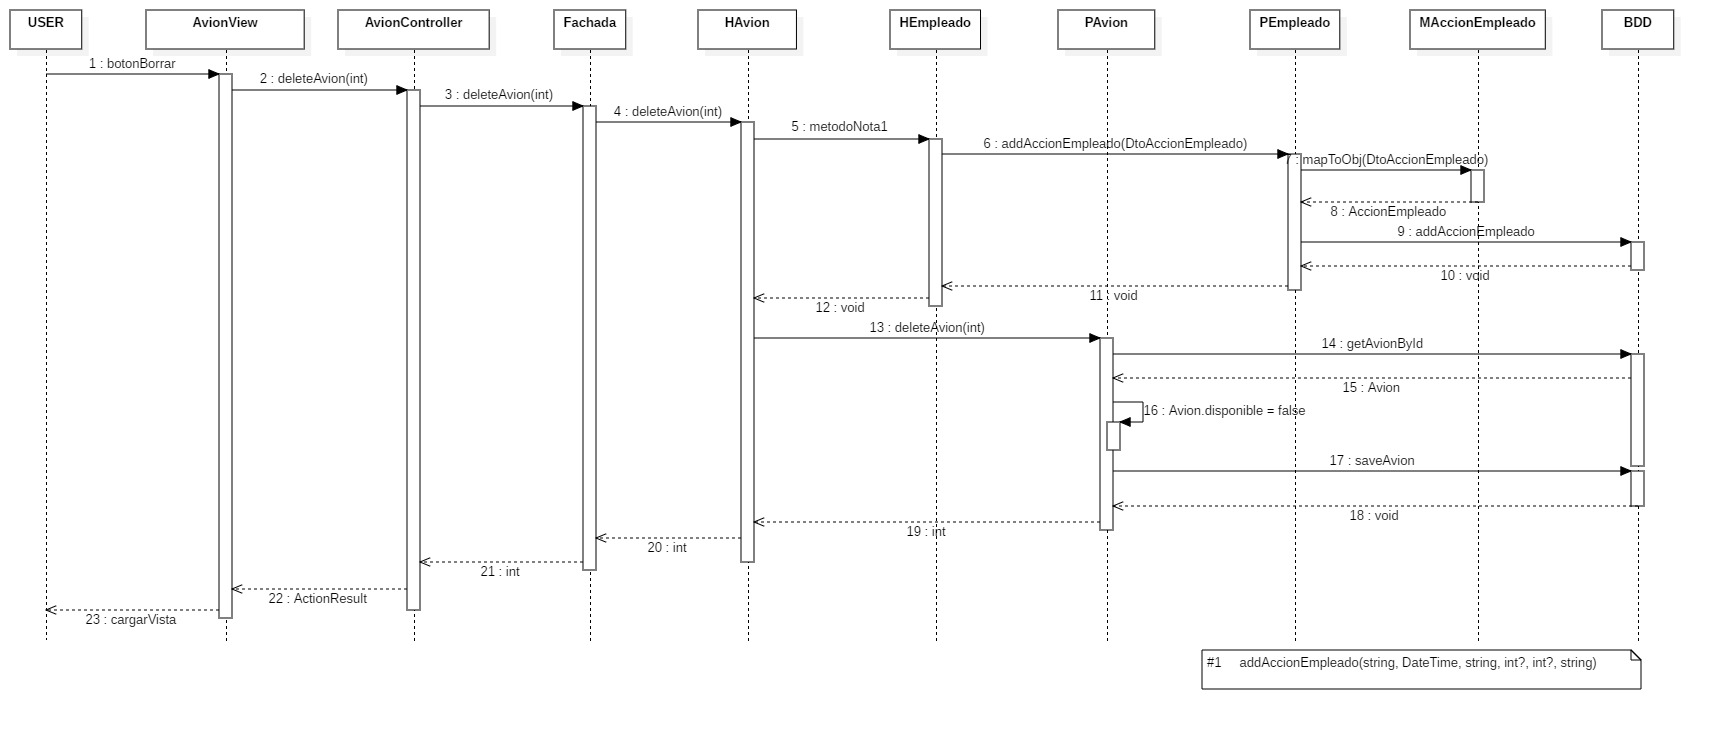 USER
AvionView
AvionController
Fachada
HAvion
HEmpleado
PAvion
PEmpleado
MAccionEmpleado
BDD
1 : botonBorrar
2 : deleteAvion(int)
3 : deleteAvion(int)
4 : deleteAvion(int)
5 : metodoNota1
6 : addAccionEmpleado(DtoAccionEmpleado)
7 : mapToObj(DtoAccionEmpleado)
8 : AccionEmpleado
9 : addAccionEmpleado
10 : void
11 : void
12 : void
13 : deleteAvion(int)
14 : getAvionById
15 : Avion
16 : Avion.disponible = false
17 : saveAvion
18 : void
19 : int
20 : int
21 : int
22 : ActionResult
23 : cargarVista
#1 addAccionEmpleado(string, DateTime, string, int?, int?, string)